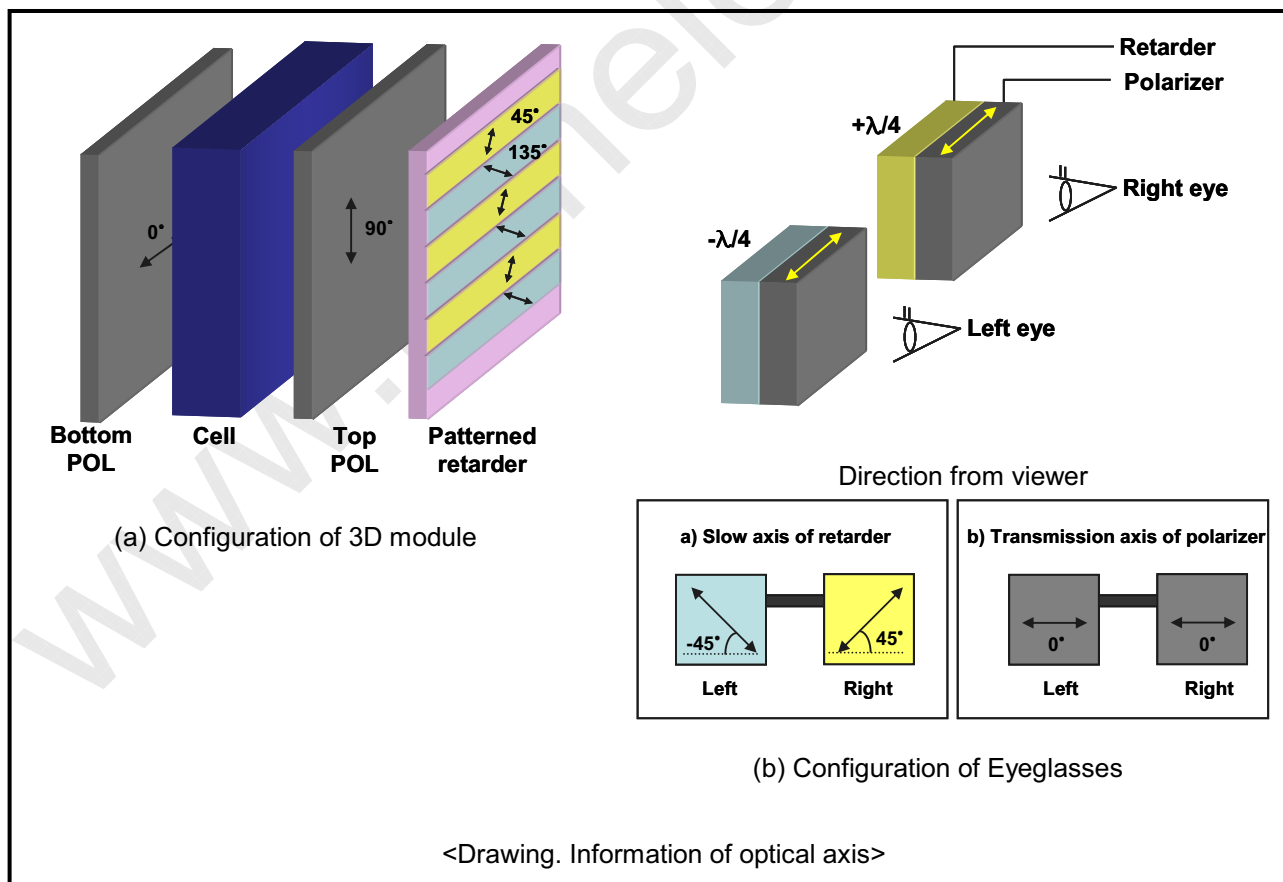 Retarder
Polarizer
45°
135°
+λ/4
Right eye
0°
90°
-λ/4
Left eye
Bottom
POL
Cell
Top
POL
Patterned
retarder
(a) Configuration of 3D module
Direction from viewer
a) Slow axis of retarder
-45°
45°
Left
Right
b) Transmission axis of polarizer
0°
0°
Left
Right
(b) Configuration of Eyeglasses
<Drawing. Information of optical axis>